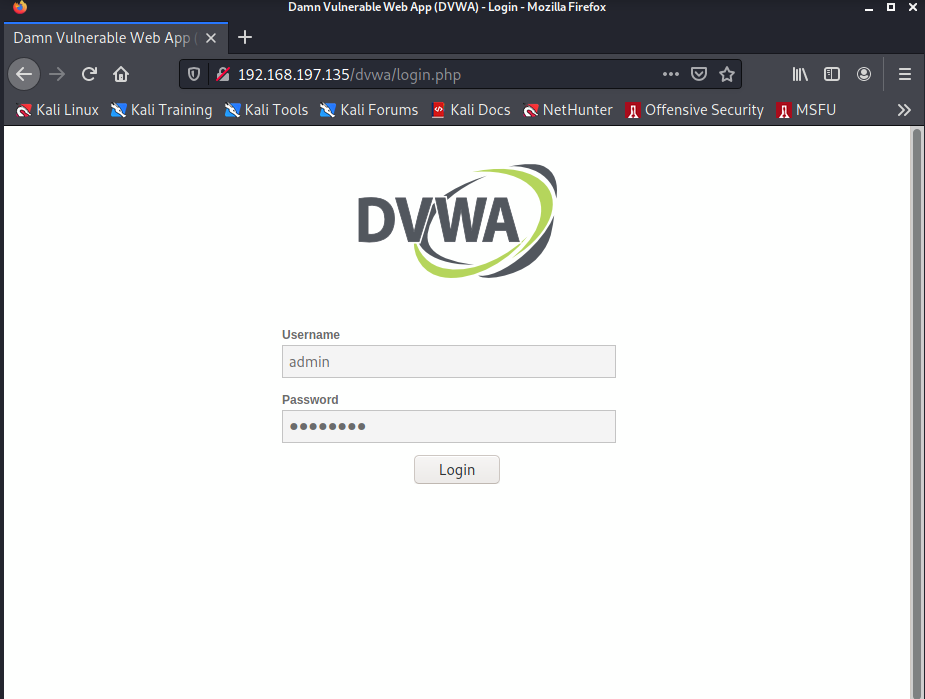 Damn Vulnerable Web App (DVWA) - Login - Mozilla Firefox
Damn Vulnerable Web App (
192.168.197.135/dvwa/login.php
Kali Linux Kali Training Kali Tools Kali Forums Kali Docs NetHunter Offensive Security MSFU
DVWA
Username
admin
Password
Login